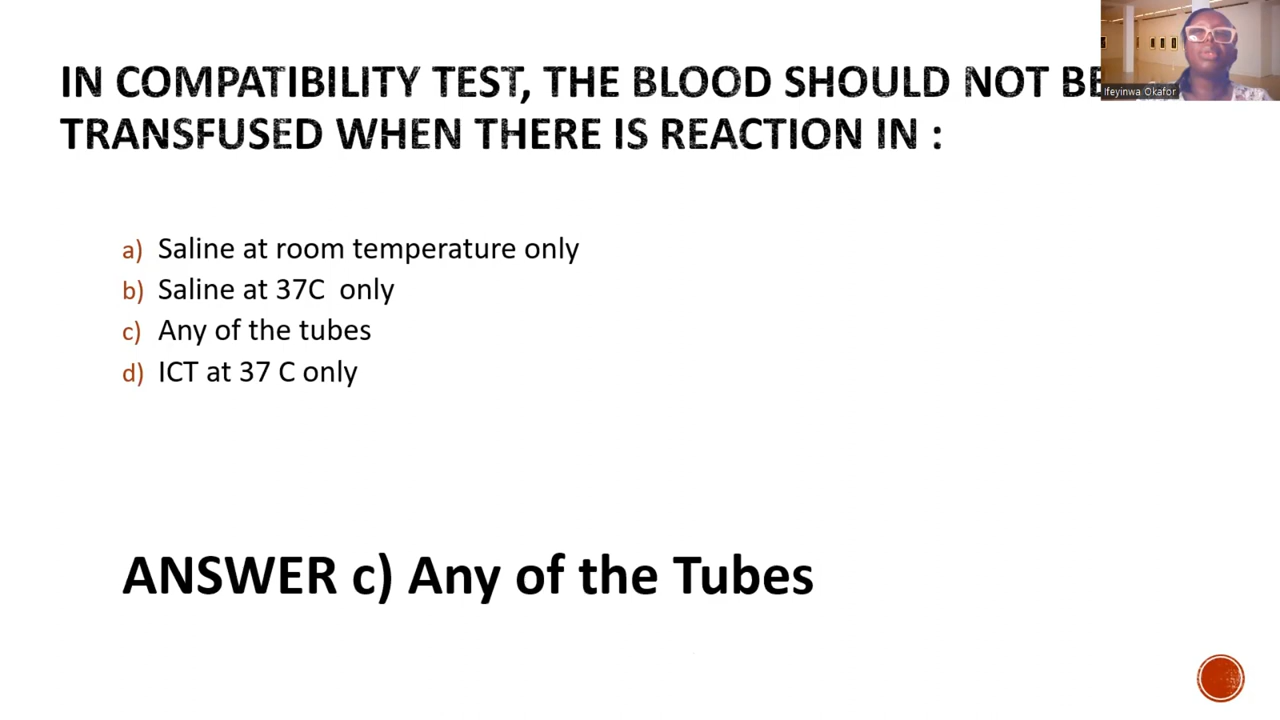 IN COMPATIBILITY TEST, THE BLOOD SHOULD NOT BE
TRANSFUSED WHEN THERE IS REACTION IN :
Ifeyinwa Okafor
a) Saline at room temperature only
b) Saline at 37C only
c) Any of the tubes
d) ICT at 37 C only
ANSWER c) Any of the Tubes